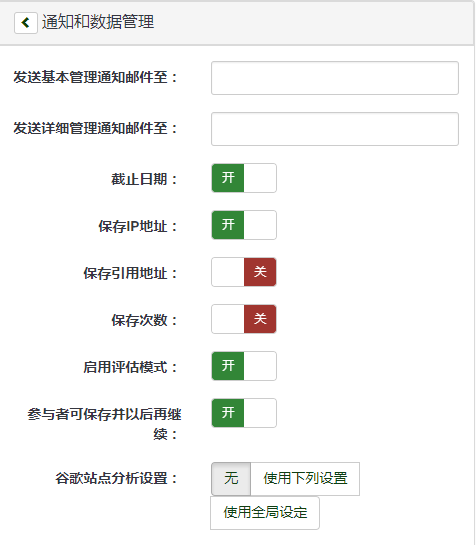 通知和数据管理
发送基本管理通知邮件至：
发送详细管理通知邮件至：
截止日期： 开
保存IP地址： 开
保存引用地址： 关
保存次数： 关
启用评估模式： 开
参与者可保存并以后再继 开
续：
谷歌站点分析设置： 无 使用下列设置
使用全局设定